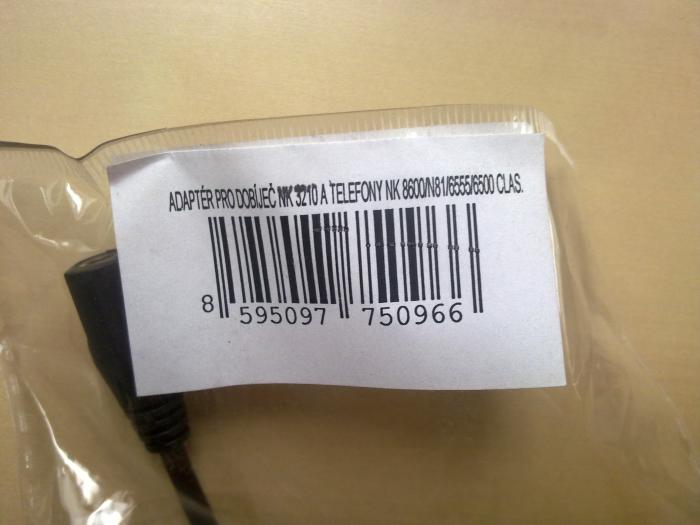 ADAPTÉR PRO DOBÍJEČ NK 3210 A TELEFONY NK 8600/N81/6555/6500 CLAS.
8 595097 750966